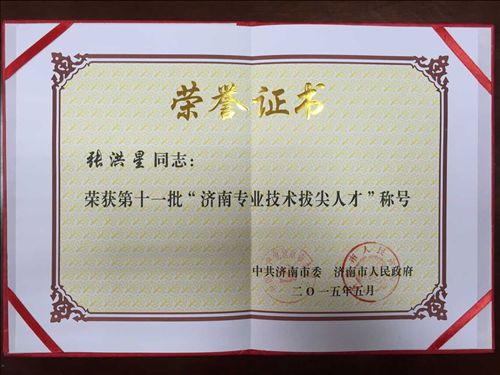 荣誉证书
张洪星同志：
荣获第十一批“济南专业技术拔尖人才”称号
中共济南市委 济南市人民政府
二〇一五年五月